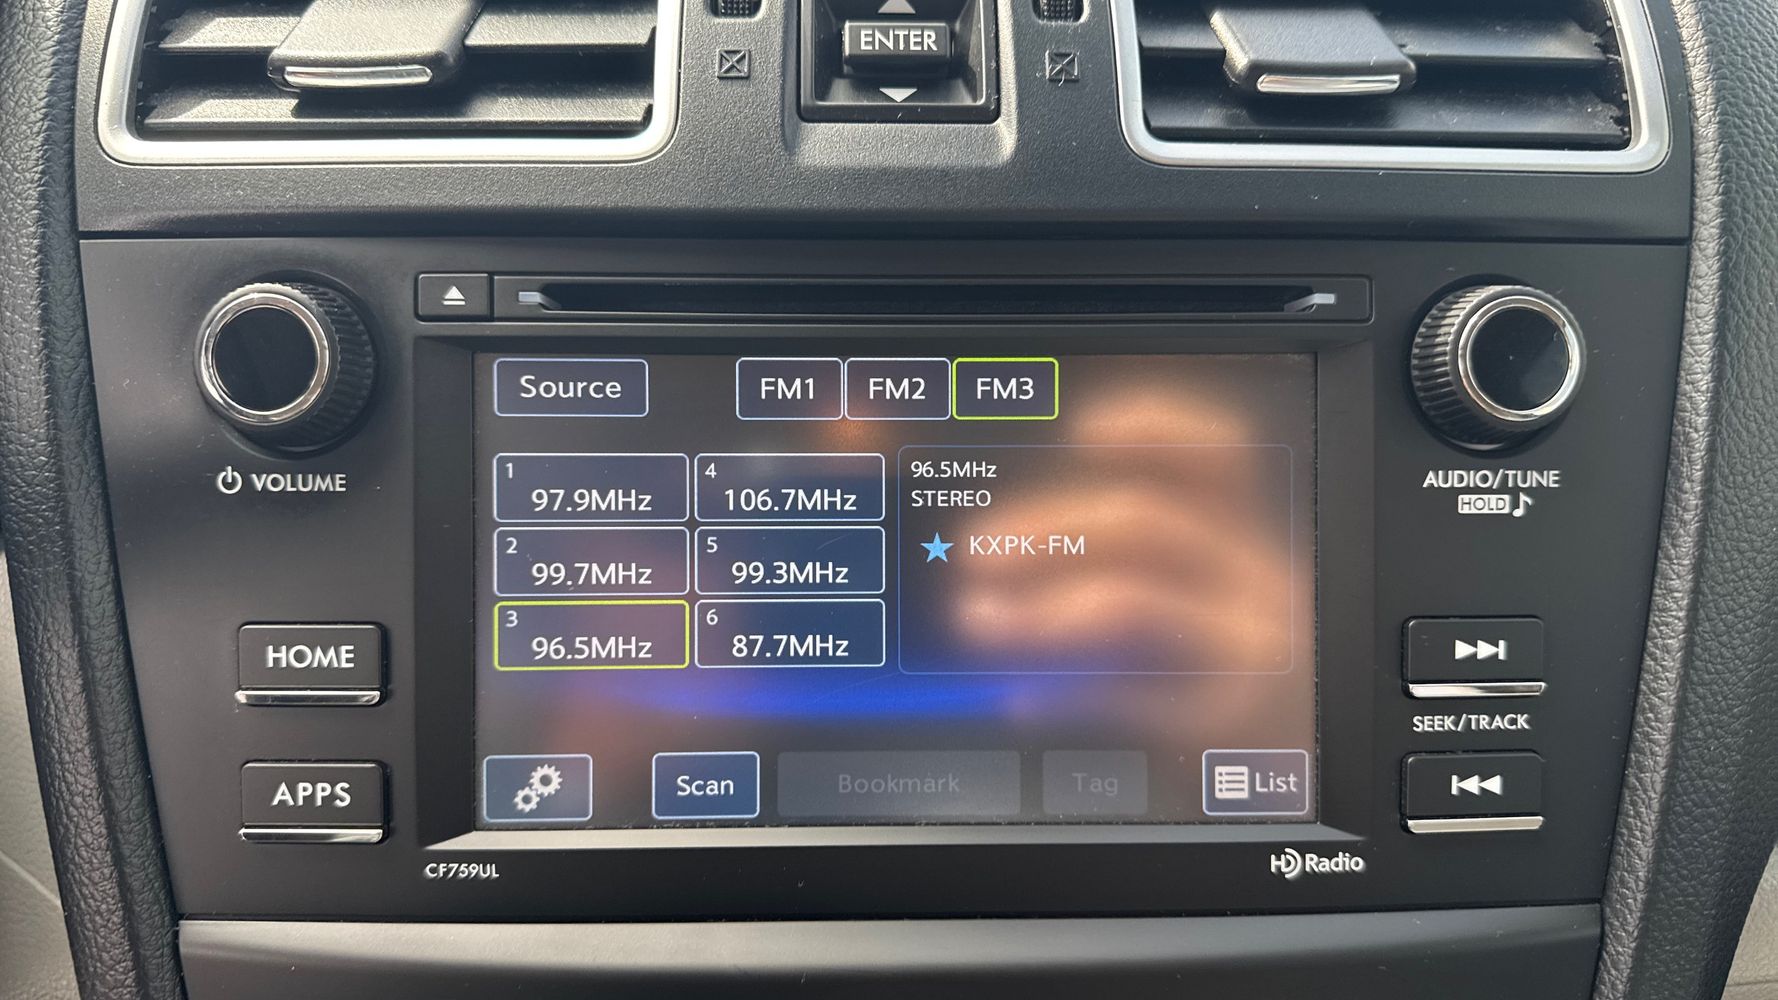 ENTER
Source
FM1 FM2 FM3
VOLUME
AUDIO/TUNE
HOLD
1 97.9MHz
4 106.7MHz
2 99.7MHz
5 99.3MHz
3 96.5MHz
6 87.7MHz
96.5MHz
STEREO
KXPK-FM
HOME
APPS
SEEK/TRACK
Scan
Bookmark
Tag
List
CF759UL
HD Radio